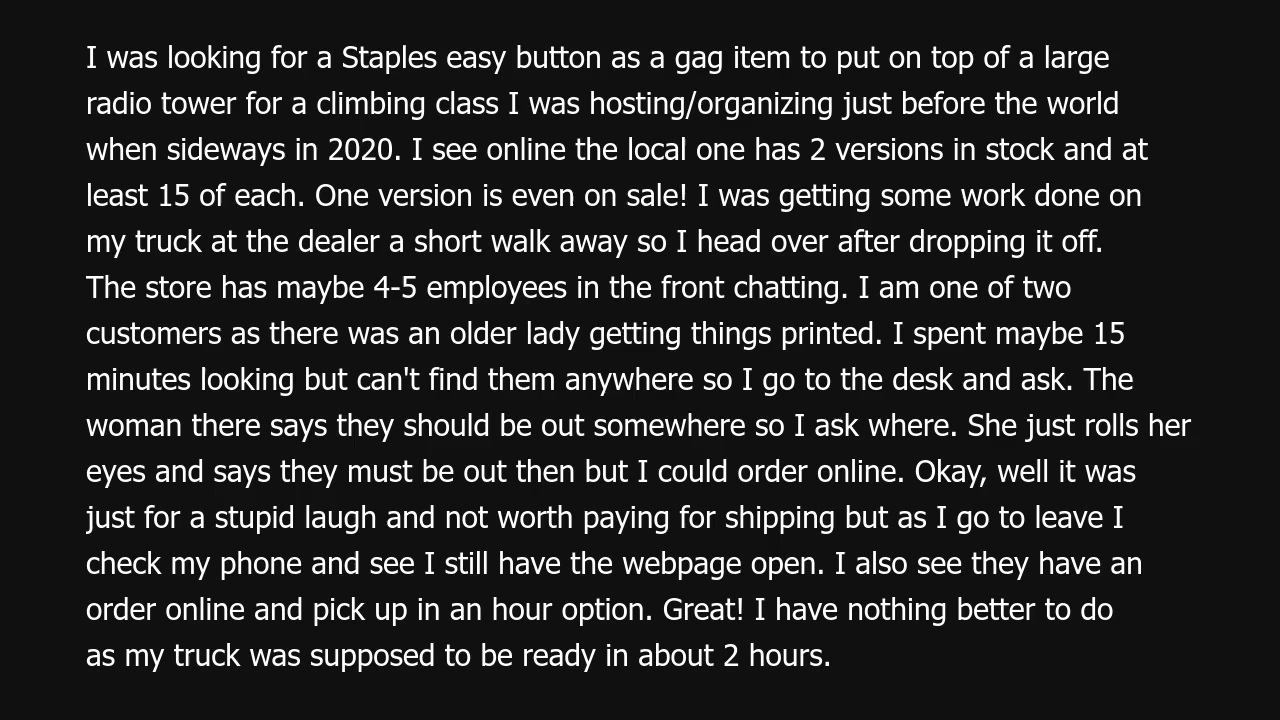 I was looking for a Staples easy button as a gag item to put on top of a large
radio tower for a climbing class I was hosting/organizing just before the world
when sideways in 2020. I see online the local one has 2 versions in stock and at
least 15 of each. One version is even on sale! I was getting some work done on
my truck at the dealer a short walk away so I head over after dropping it off.
The store has maybe 4-5 employees in the front chatting. I am one of two
customers as there was an older lady getting things printed. I spent maybe 15
minutes looking but can't find them anywhere so I go to the desk and ask. The
woman there says they should be out somewhere so I ask where. She just rolls her
eyes and says they must be out then but I could order online. Okay, well it was
just for a stupid laugh and not worth paying for shipping but as I go to leave I
check my phone and see I still have the webpage open. I also see they have an
order online and pick up in an hour option. Great! I have nothing better to do
as my truck was supposed to be ready in about 2 hours.